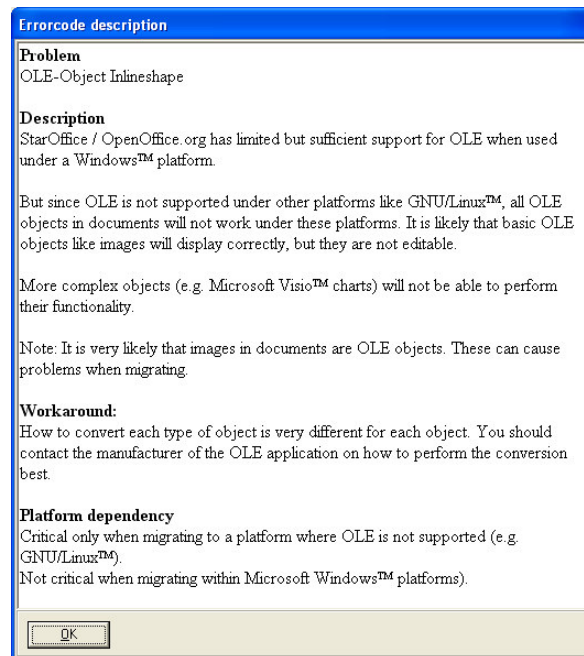 Errorcode description
Problem
OLE-Object Inlineshape
Description
StarOffice / OpenOffice.org has limited but sufficient support for OLE when used
under a Windows™ platform.
But since OLE is not supported under other platforms like GNU/Linux™, all OLE
objects in documents will not work under these platforms. It is likely that basic OLE
objects like images will display correctly, but they are not editable.
More complex objects (e.g. Microsoft Visio™ charts) will not be able to perform
their functionality.
Note: It is very likely that images in documents are OLE objects. These can cause
problems when migrating.
Workaround:
How to convert each type of object is very different for each object. You should
contact the manufacturer of the OLE application on how to perform the conversion
best.
Platform dependency
Critical only when migrating to a platform where OLE is not supported (e.g.
GNU/Linux™).
Not critical when migrating within Microsoft Windows™ platforms).
OK